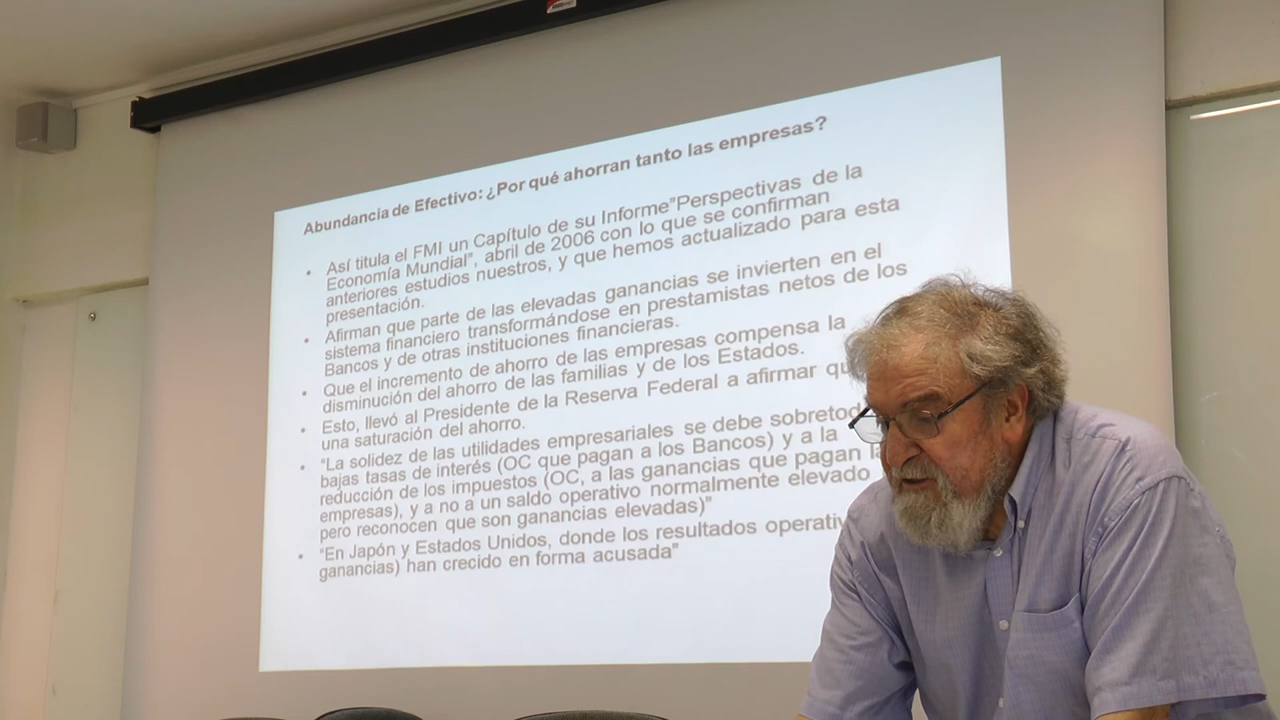 Abundancia de Efectivo: ¿Por qué ahorran tanto las empresas?
• Así titula el FMI un Capítulo de su Informe"Perspectivas de la
Economía Mundial", abril de 2006 con lo que se confirman
anteriores estudios nuestros, y que hemos actualizado para esta
presentación.
• Afirman que parte de las elevadas ganancias se invierten en el
sistema financiero transformándose en prestamistas netos de los
Bancos y de otras instituciones financieras.
• Que el incremento de ahorro de las empresas compensa la
disminución del ahorro de las familias y de los Estados.
• Esto, llevó al Presidente de la Reserva Federal a afirmar
una saturación del ahorro.
• "La solidez de las utilidades empresariales se debe
bajas tasas de interés (OC que pagan a los Bancos) y a la
reducción de los impuestos (OC, a las ganancias que pagan
empresas), y a no a un saldo operativo normalmente elevado
pero reconocen que son ganancias elevadas)"
• "En Japón y Estados Unidos, donde los resultados
ganancias) han crecido en forma acusada"